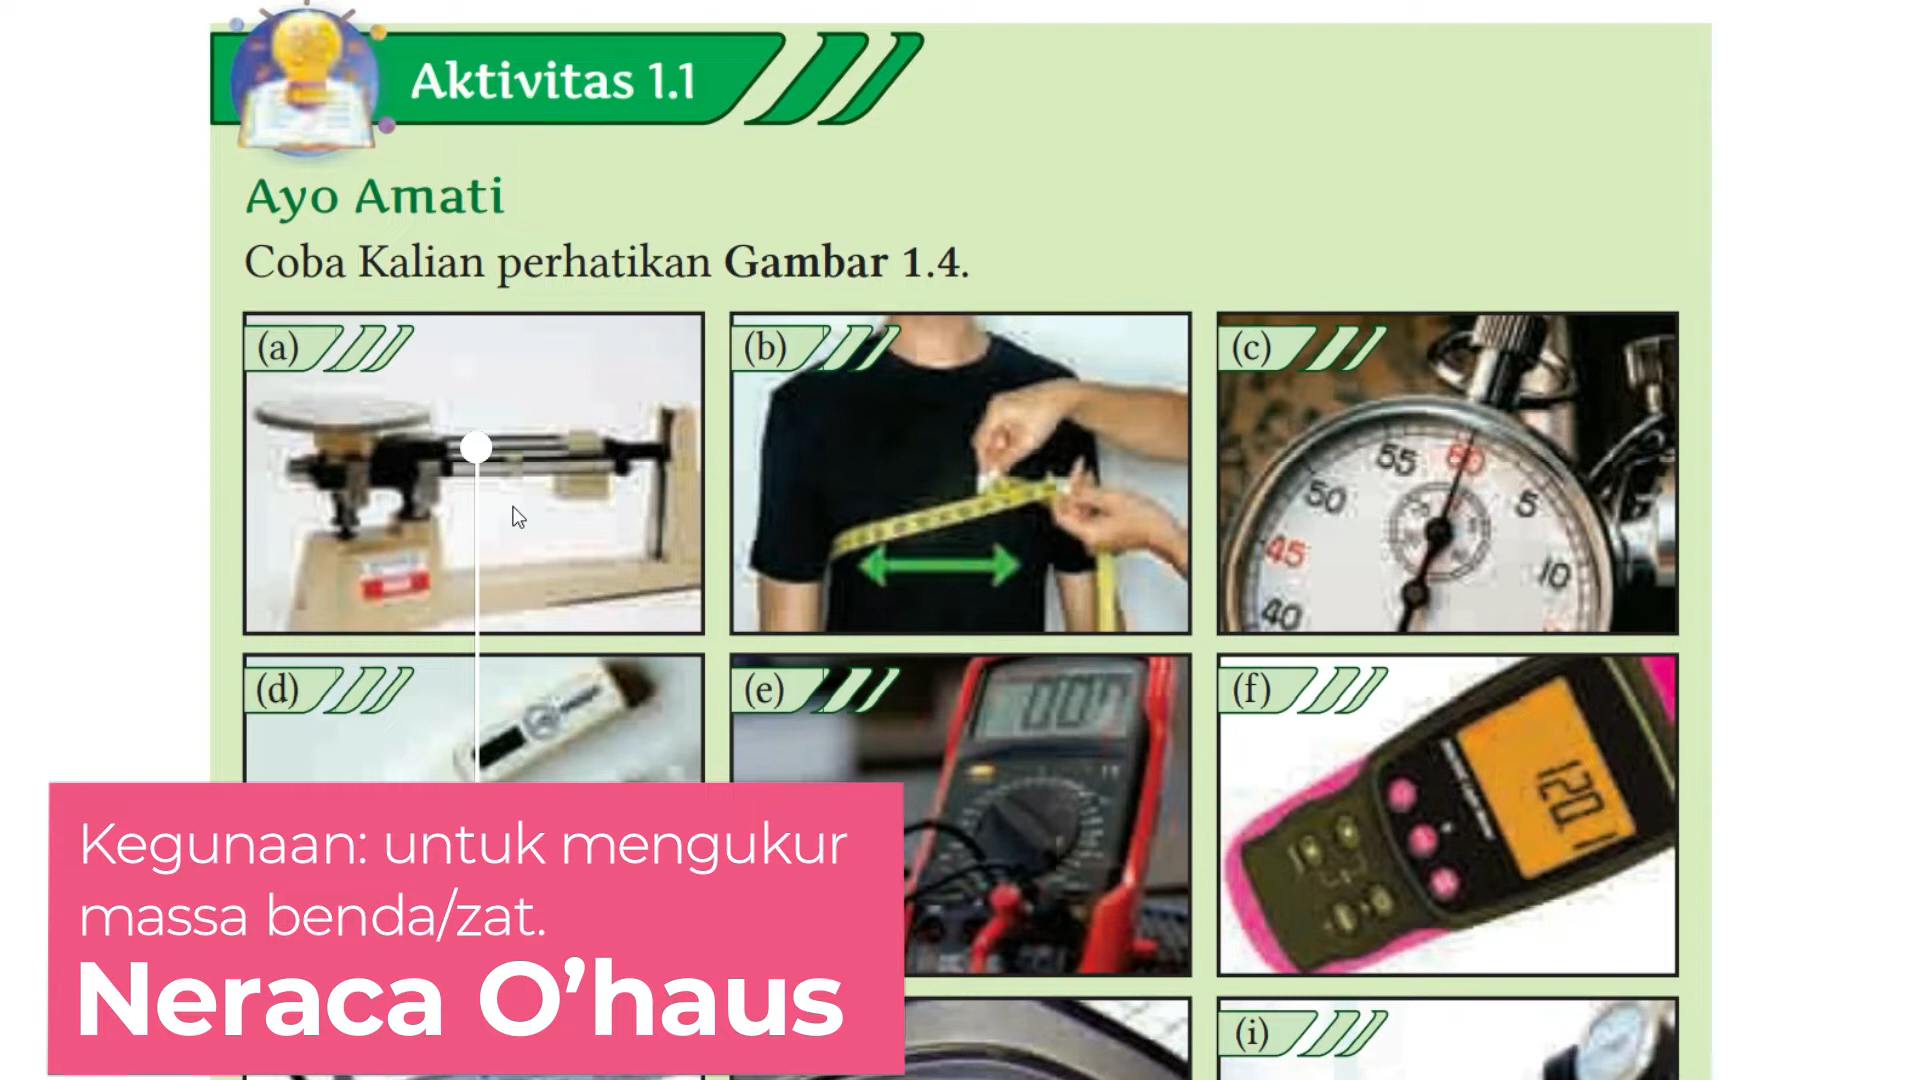 Aktivitas 1.1
Ayo Amati
Coba Kalian perhatikan Gambar 1.4.
(a)
(b)
(c)
55
60
5
50
45
10
40
(d)
(e)
(f)
(i)
Kegunaan: untuk mengukur
massa benda/zat.
Neraca O’haus